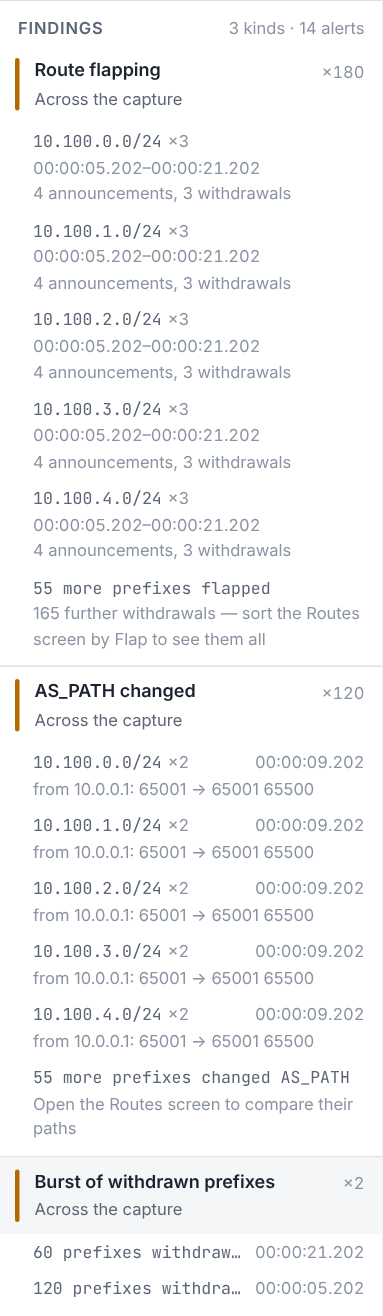 FINDINGS 3 kinds · 14 alerts
Route flapping ×180
Across the capture
10.100.0.0/24 ×3
00:00:05.202–00:00:21.202
4 announcements, 3 withdrawals
10.100.1.0/24 ×3
00:00:05.202–00:00:21.202
4 announcements, 3 withdrawals
10.100.2.0/24 ×3
00:00:05.202–00:00:21.202
4 announcements, 3 withdrawals
10.100.3.0/24 ×3
00:00:05.202–00:00:21.202
4 announcements, 3 withdrawals
10.100.4.0/24 ×3
00:00:05.202–00:00:21.202
4 announcements, 3 withdrawals
55 more prefixes flapped
165 further withdrawals — sort the Routes
screen by Flap to see them all
AS_PATH changed ×120
Across the capture
10.100.0.0/24 ×2 00:00:09.202
from 10.0.0.1: 65001 → 65001 65500
10.100.1.0/24 ×2 00:00:09.202
from 10.0.0.1: 65001 → 65001 65500
10.100.2.0/24 ×2 00:00:09.202
from 10.0.0.1: 65001 → 65001 65500
10.100.3.0/24 ×2 00:00:09.202
from 10.0.0.1: 65001 → 65001 65500
10.100.4.0/24 ×2 00:00:09.202
from 10.0.0.1: 65001 → 65001 65500
55 more prefixes changed AS_PATH
Open the Routes screen to compare their
paths
Burst of withdrawn prefixes ×2
Across the capture
60 prefixes withdraw… 00:00:21.202
120 prefixes withdra… 00:00:05.202